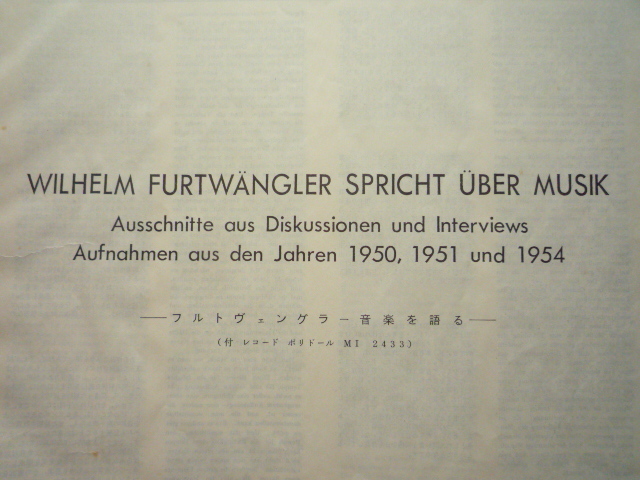 WILHELM FURTWÄNGLER SPRICHT ÜBER MUSIK
Ausschnitte aus Diskussionen und Interviews
Aufnahmen aus den Jahren 1950, 1951 und 1954
——フルトヴェングラー音楽を語る——
(付 レコード ポリドール MI 2433)